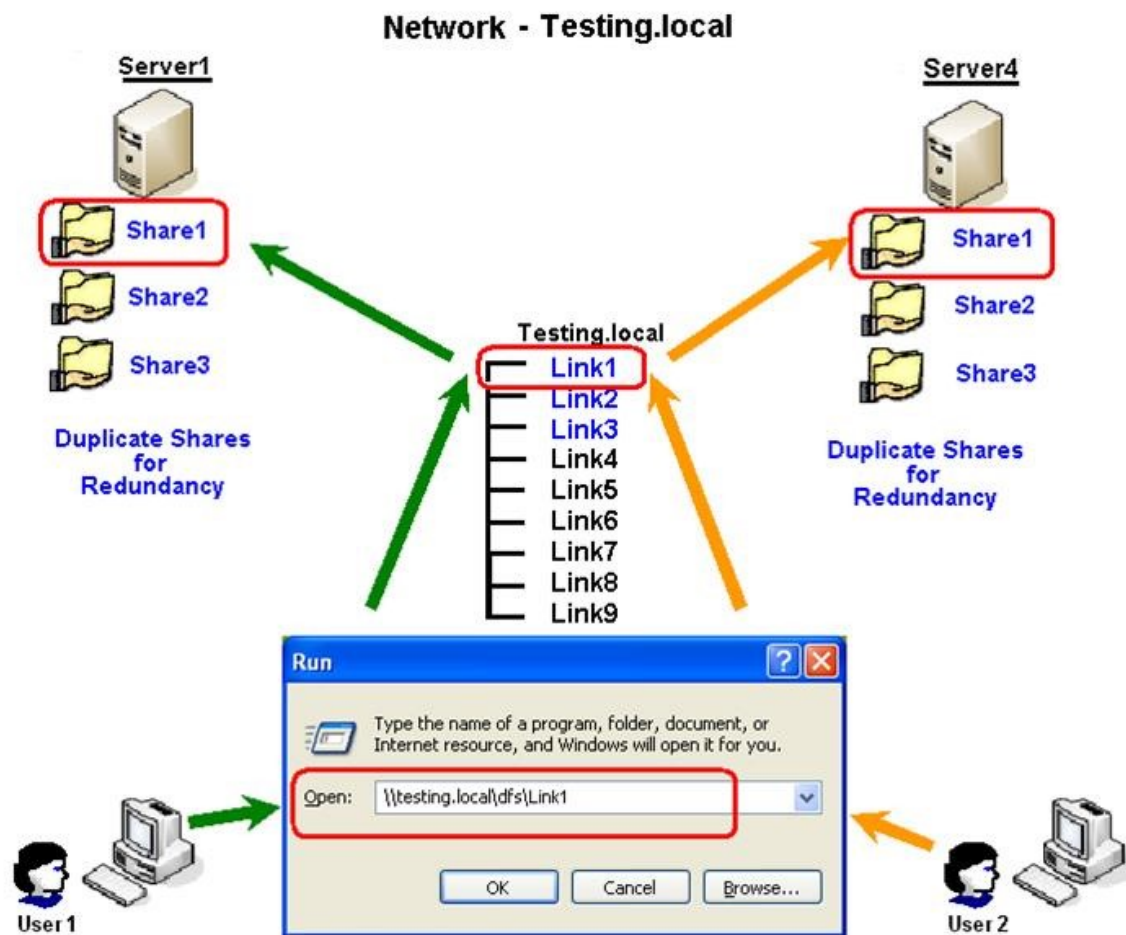 Network - Testing.local
Server1
Server4
Share1
Share2
Share3
Duplicate Shares
for
Redundancy
Share1
Share2
Share3
Duplicate Shares
for
Redundancy
Testing.local
Link1
Link2
Link3
Link4
Link5
Link6
Link7
Link8
Link9
Run
Type the name of a program, folder, document, or
Internet resource, and Windows will open it for you.
Open: \\testing.local\dfs\Link1
OK Cancel Browse...
User 1
User 2